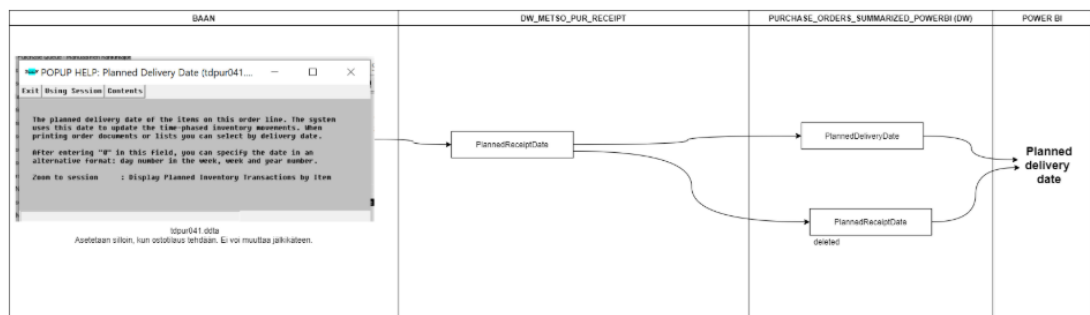 BAAN
DW_METSO_PUR_RECEIPT
PURCHASE_ORDERS_SUMMARIZED_POWERBI (DW)
POWER BI
POPUP HELP: Planned Delivery Date (tdpur041....
Exit Using Session Contents
The planned delivery date of the items on this order line. The system
uses this date to update the time-phased inventory movements. When
printing order documents or lists you can select by delivery date.
After entering "0" in this field, you can specify the date in an
alternative format: day number in the week, week and year number.
Zoom to session : Display Planned Inventory Transactions by Item
tdpur041.ddta
Asetetaan silloin, kun ostotilaus tehdään. Ei voi muuttaa jälkikäteen.
PlannedReceiptDate
PlannedDeliveryDate
PlannedReceiptDate
deleted
Planned
delivery
date